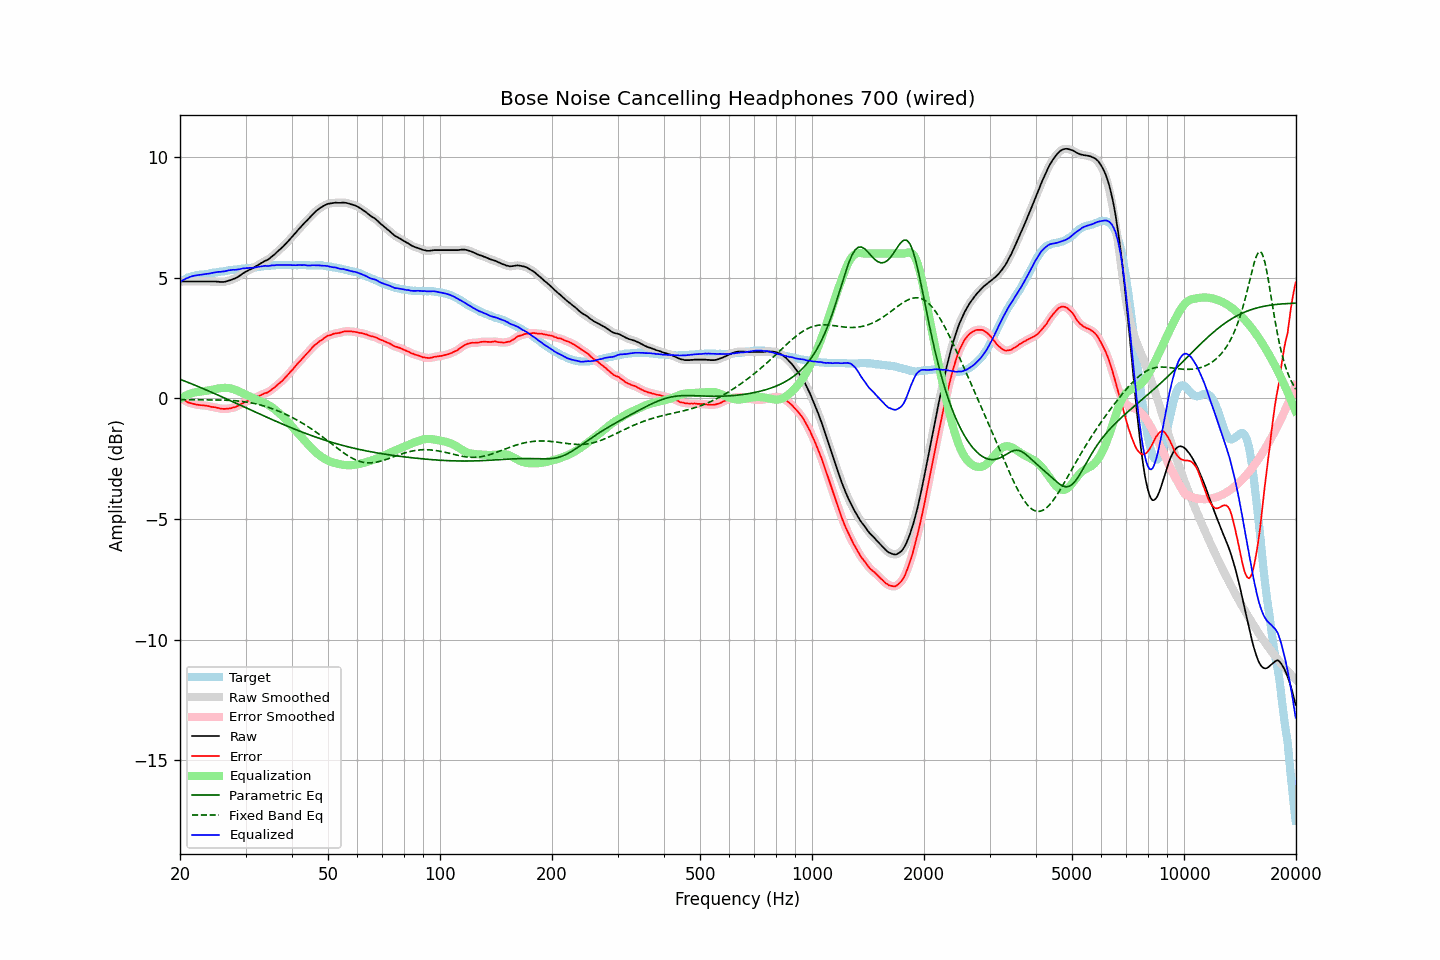 Bose Noise Cancelling Headphones 700 (wired)
Amplitude (dBr)
10
5
0
−5
−10
−15
Target
Raw Smoothed
Error Smoothed
Raw
Error
Equalization
Parametric Eq
Fixed Band Eq
Equalized
20 50 100 200 500 1000 2000 5000 10000 20000
Frequency (Hz)